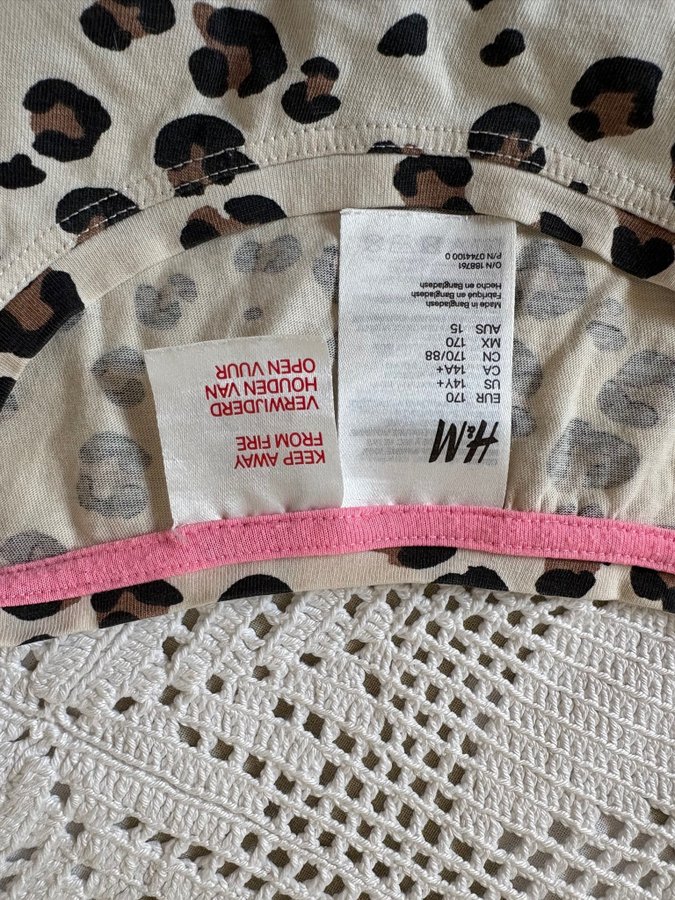 H&M
EUR 170
US 14Y+
CA 14A+
CN 170/88
MX 170
AUS 15
Made in Bangladesh
Fabriqué en Bangladesh
Hecho en Bangladesh
O/N 188761
P/N 0744100 0
KEEP AWAY
FROM FIRE
VERWIJDERD
HOUDEN VAN
OPEN VUUR